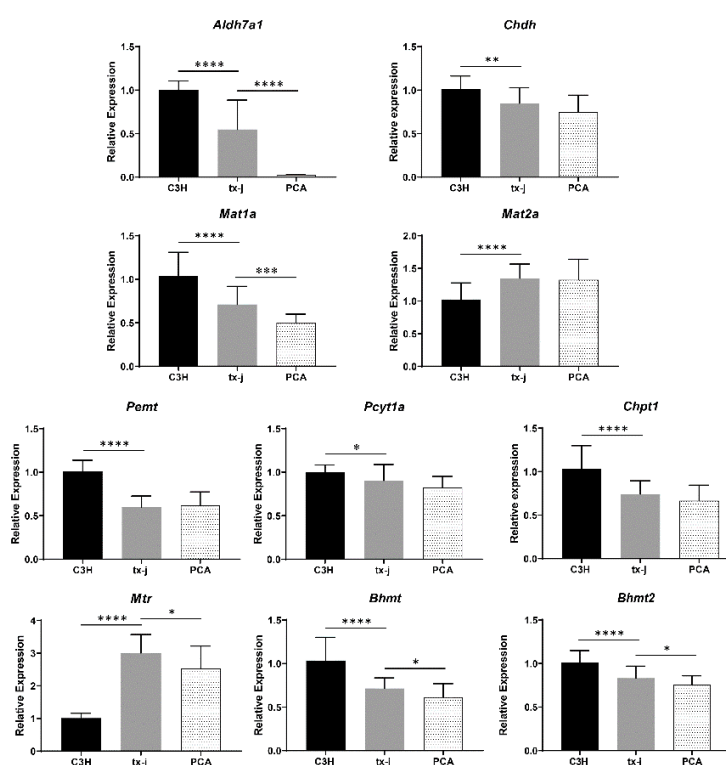 Aldh7a1
Relative Expression
1.5
1.0
0.5
0.0
****
****
C3H tx-j PCA
Chdh
Relative expression
1.5
1.0
0.5
0.0
**
C3H tx-j PCA
Mat1a
Relative Expression
1.5
1.0
0.5
0.0
****
***
C3H tx-j PCA
Mat2a
Relative Expression
2.0
1.5
1.0
0.5
0.0
****
C3H tx-j PCA
Pemt
Relative Expression
1.5
1.0
0.5
0.0
****
C3H tx-j PCA
Pcyt1a
Relative Expression
1.5
1.0
0.5
0.0
*
C3H tx-j PCA
Chpt1
Relative expression
1.5
1.0
0.5
0.0
****
C3H tx-j PCA
Mtr
Relative Expression
4
3
2
1
0
****
*
C3H tx-j PCA
Bhmt
Relative Expression
1.5
1.0
0.5
0.0
****
*
C3H tx-j PCA
Bhmt2
Relative Expression
1.5
1.0
0.5
0.0
****
*
C3H tx-j PCA